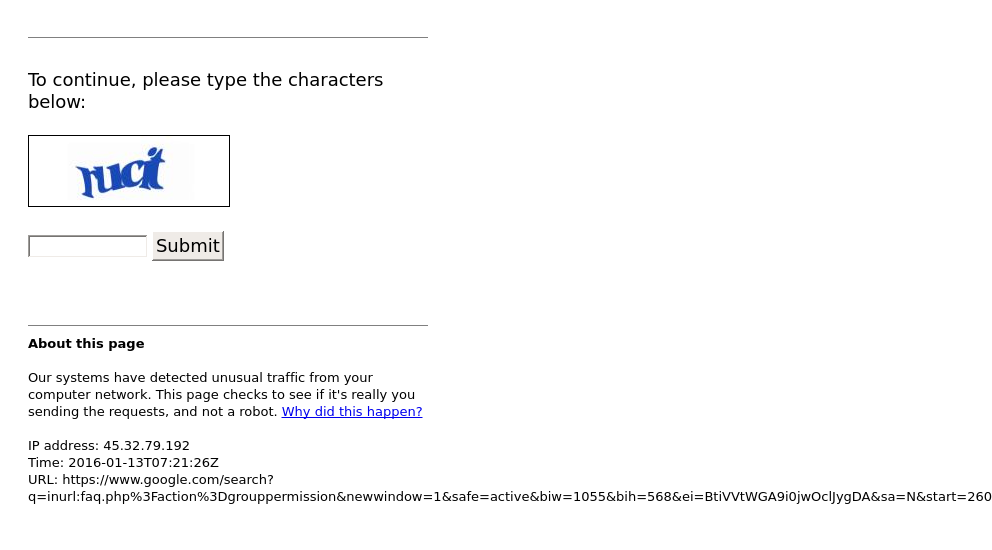 To continue, please type the characters
below:
Submit
About this page
Our systems have detected unusual traffic from your
computer network. This page checks to see if it's really you
sending the requests, and not a robot. Why did this happen?
IP address: 45.32.79.192
Time: 2016-01-13T07:21:26Z
URL: https://www.google.com/search?
q=inurl:faq.php%3Faction%3Dgrouppermission&newwindow=1&safe=active&biw=1055&bih=568&ei=BtiVVtWGA9i0jwOclJygDA&sa=N&start=260